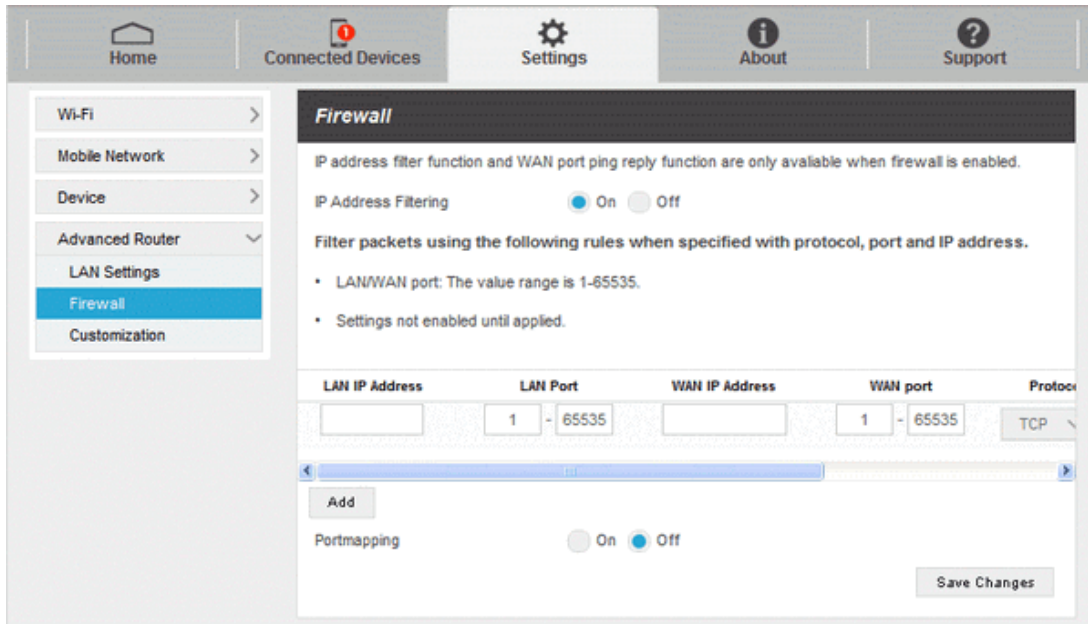 1
Home Connected Devices Settings About Support
Wi-Fi
Mobile Network
Device
Advanced Router
LAN Settings
Firewall
Customization
Firewall
IP address filter function and WAN port ping reply function are only avaliable when firewall is enabled.
IP Address Filtering On Off
Filter packets using the following rules when specified with protocol, port and IP address.
• LAN/WAN port: The value range is 1-65535.
• Settings not enabled until applied.
LAN IP Address LAN Port WAN IP Address WAN port Protoc
1 - 65535 1 - 65535 TCP
Add
Portmapping On Off
Save Changes